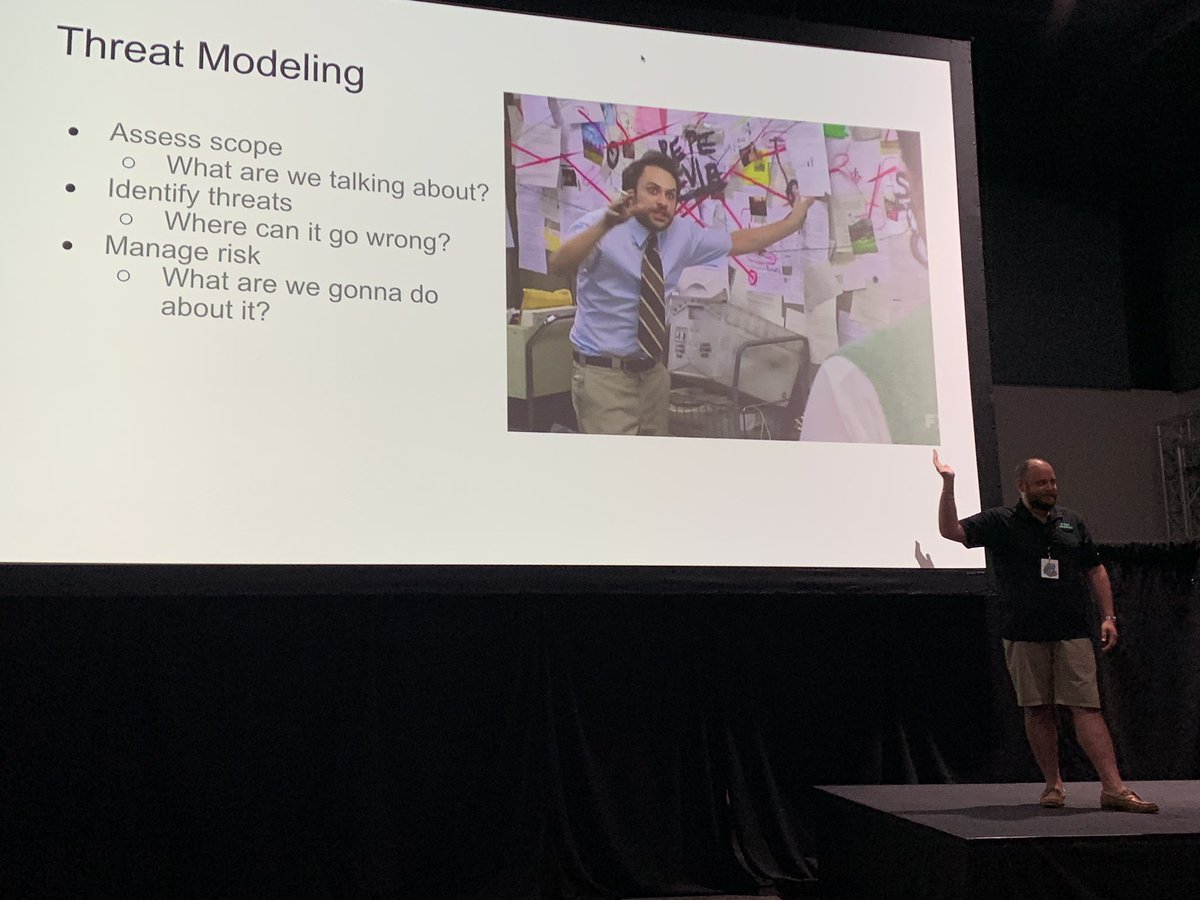 Threat Modeling
• Assess scope
○ What are we talking about?
• Identify threats
○ Where can it go wrong?
• Manage risk
○ What are we gonna do
about it?
PEPE